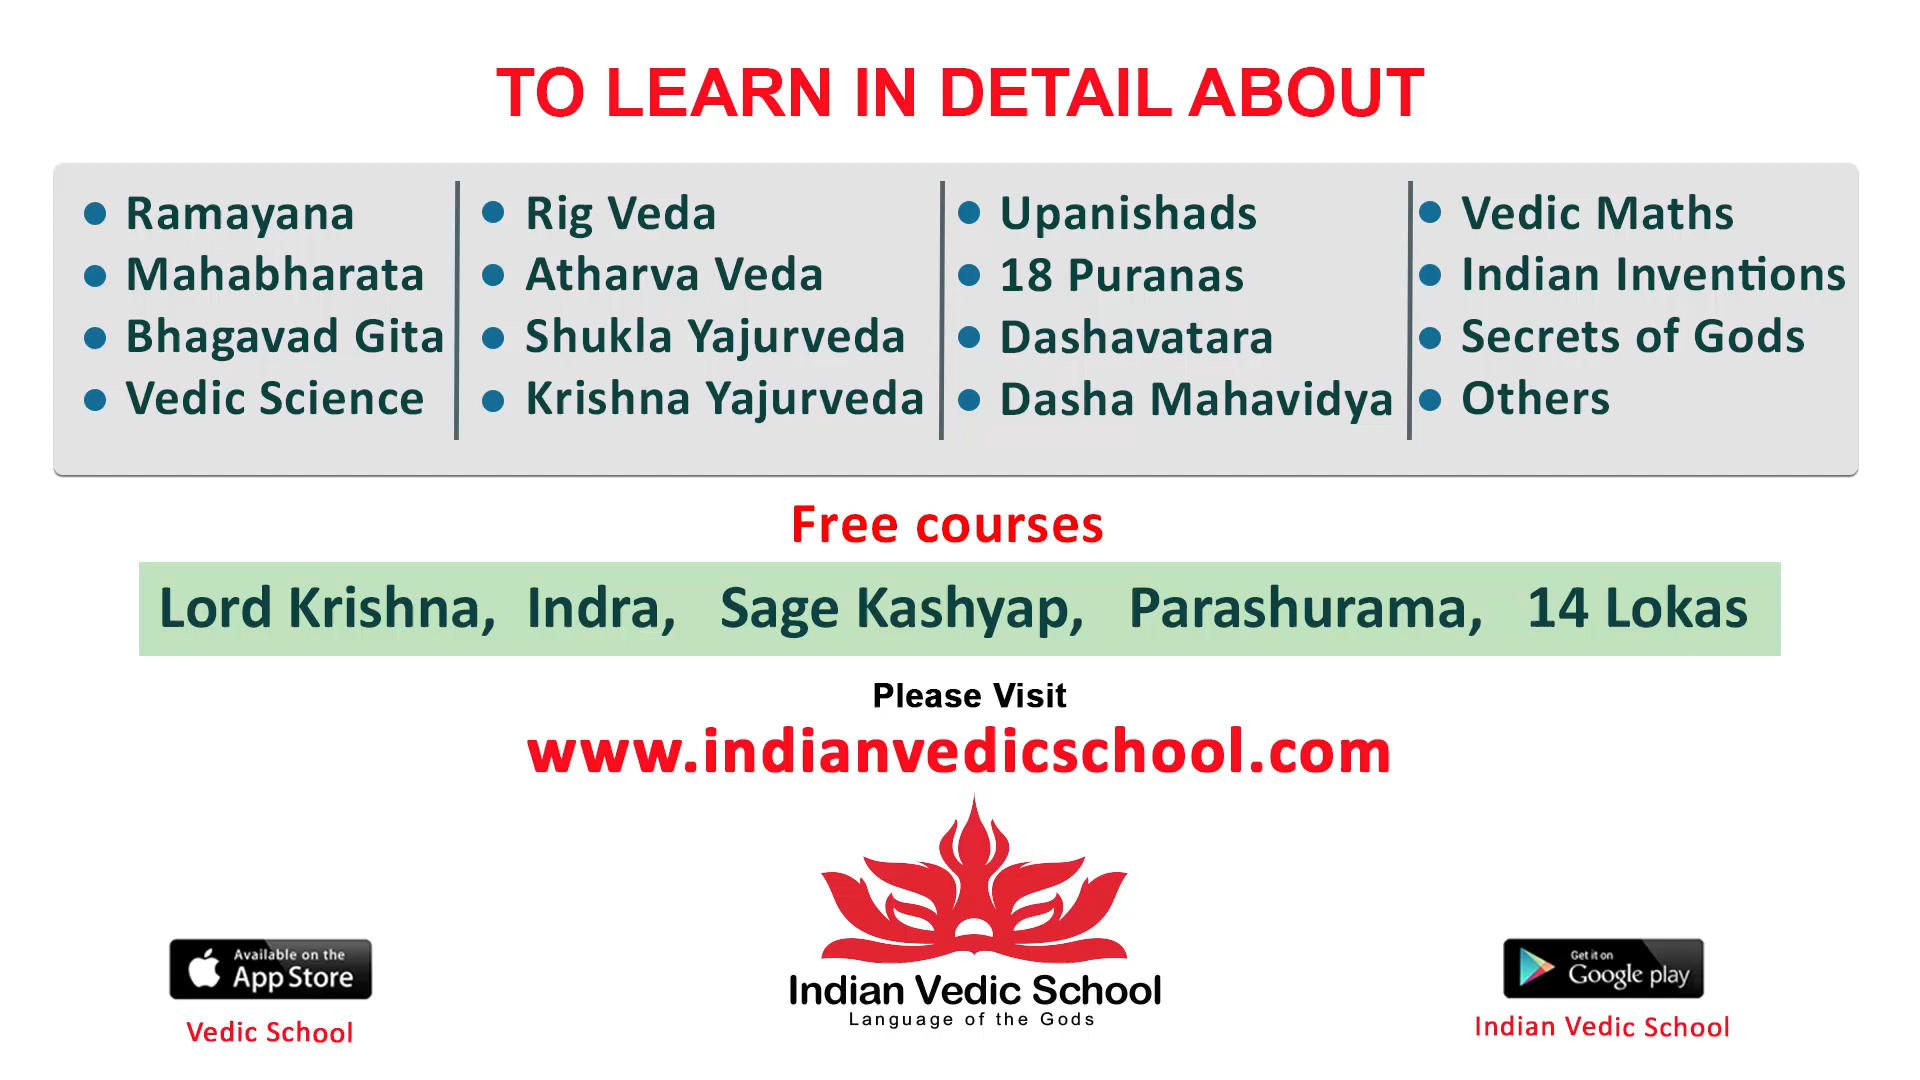 TO LEARN IN DETAIL ABOUT
Ramayana
Mahabharata
Bhagavad Gita
Vedic Science
Rig Veda
Atharva Veda
Shukla Yajurveda
Krishna Yajurveda
Upanishads
18 Puranas
Dashavatara
Dasha Mahavidya
Vedic Maths
Indian Inventions
Secrets of Gods
Others
Free courses
Lord Krishna, Indra, Sage Kashyap, Parashurama, 14 Lokas
Please Visit
www.indianvedicschool.com
Available on the
App Store
Vedic School
Indian Vedic School
Language of the Gods
Get it on
Google play
Indian Vedic School